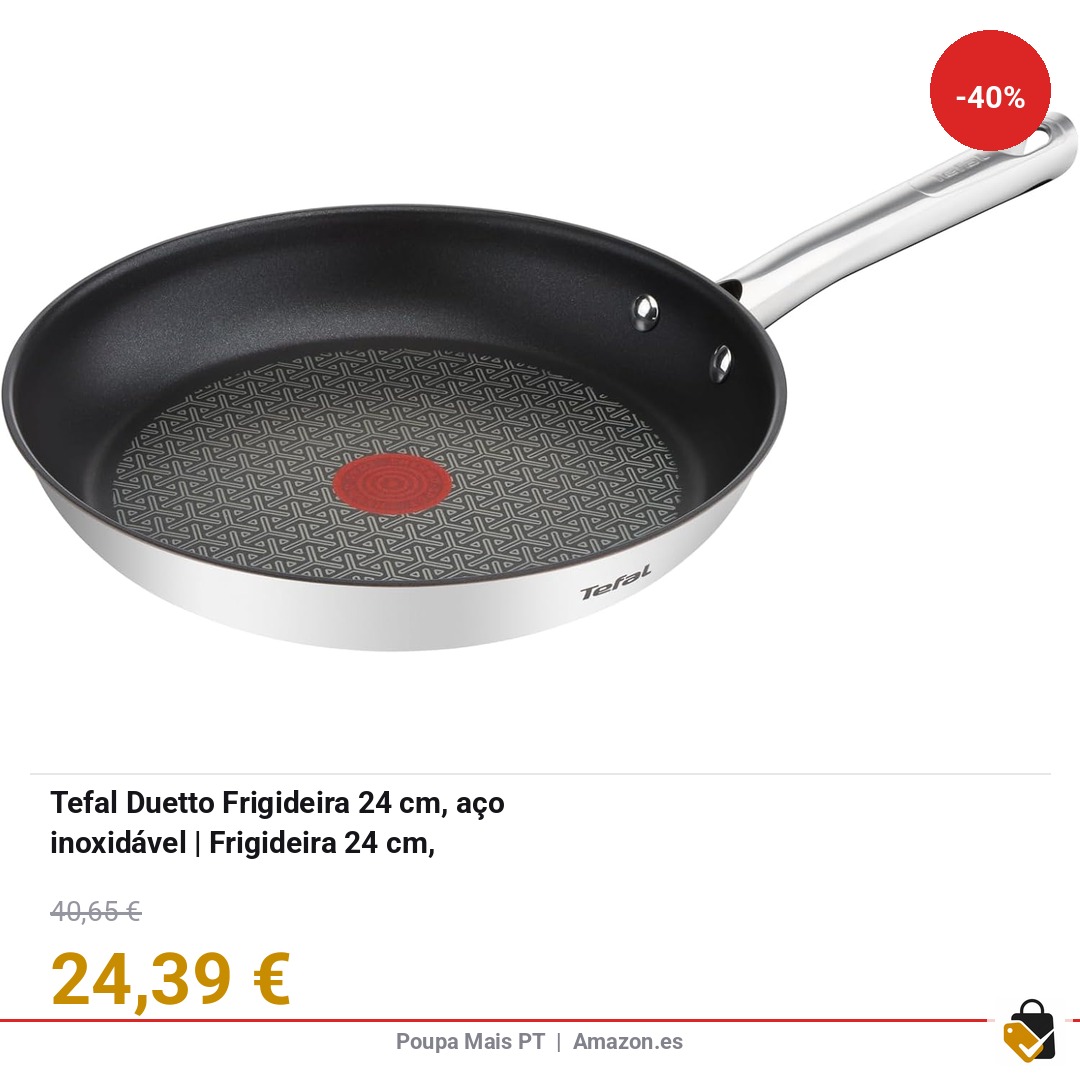 -40%
Tefal
Tefal
Tefal Duetto Frigideira 24 cm, aço
inoxidável | Frigideira 24 cm,
40,65 €
24,39 €
Poupa Mais PT | Amazon.es